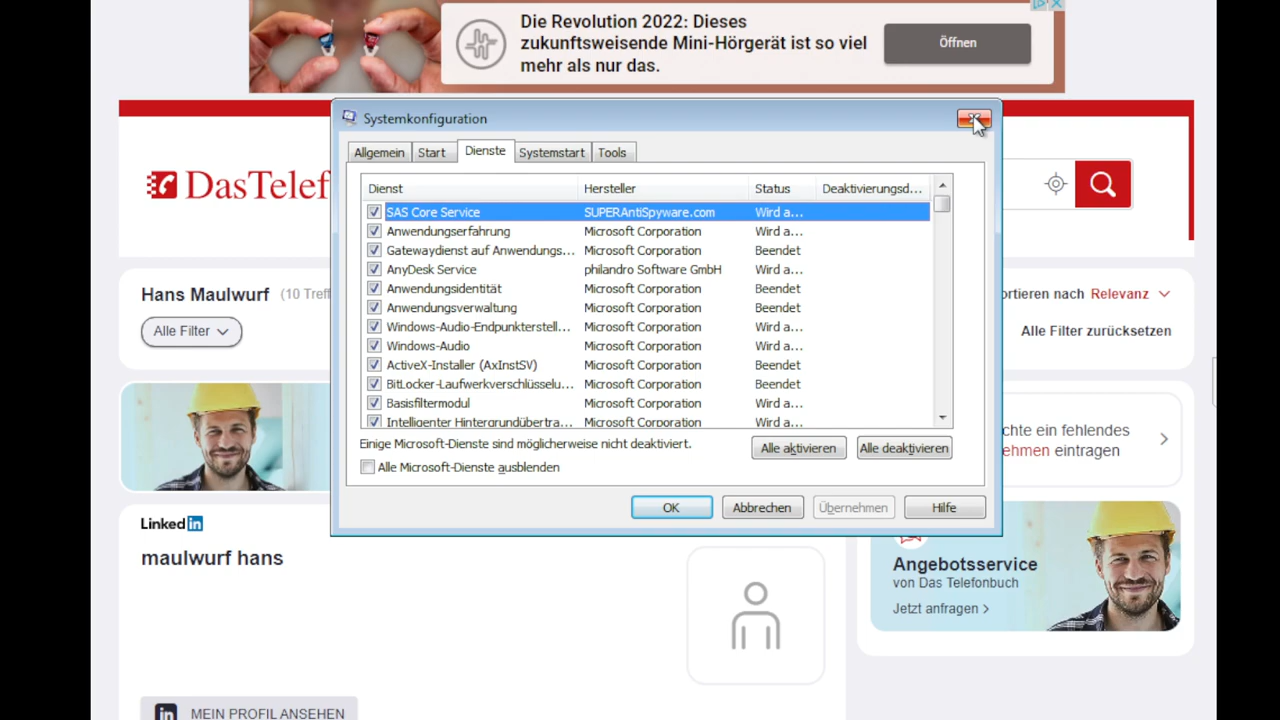 Die Revolution 2022: Dieses
zukunftsweisende Mini-Hörgerät ist so viel
mehr als nur das.
Öffnen
Systemkonfiguration
Allgemein Start Dienste Systemstart Tools
Dienst Hersteller Status Deaktivierungsd...
SAS Core Service SUPERAntiSpyware.com Wird a...
Anwendungserfahrung Microsoft Corporation Wird a...
Gatewaydienst auf Anwendungs... Microsoft Corporation Beendet
AnyDesk Service philandro Software GmbH Wird a...
Anwendungsidentität Microsoft Corporation Beendet
Anwendungsverwaltung Microsoft Corporation Beendet
Windows-Audio-Endpunkterstell... Microsoft Corporation Wird a...
Windows-Audio Microsoft Corporation Wird a...
ActiveX-Installer (AxInstSV) Microsoft Corporation Beendet
BitLocker-Laufwerkverschlüsselu... Microsoft Corporation Beendet
Basisfiltermodul Microsoft Corporation Wird a...
Intelligenter Hintergrundübertra... Microsoft Corporation Wird a...
Einige Microsoft-Dienste sind möglicherweise nicht deaktiviert.
Alle aktivieren Alle deaktivieren
Alle Microsoft-Dienste ausblenden
OK Abbrechen Übernehmen Hilfe
DasTelef
Hans Maulwurf (10 Treff
Alle Filter
ortieren nach Relevanz
Alle Filter zurücksetzen
chte ein fehlendes
ehmen eintragen
Linked in
maulwurf hans
in MEIN PROFIL ANSEHEN
Angebotsservice
von Das Telefonbuch
Jetzt anfragen >